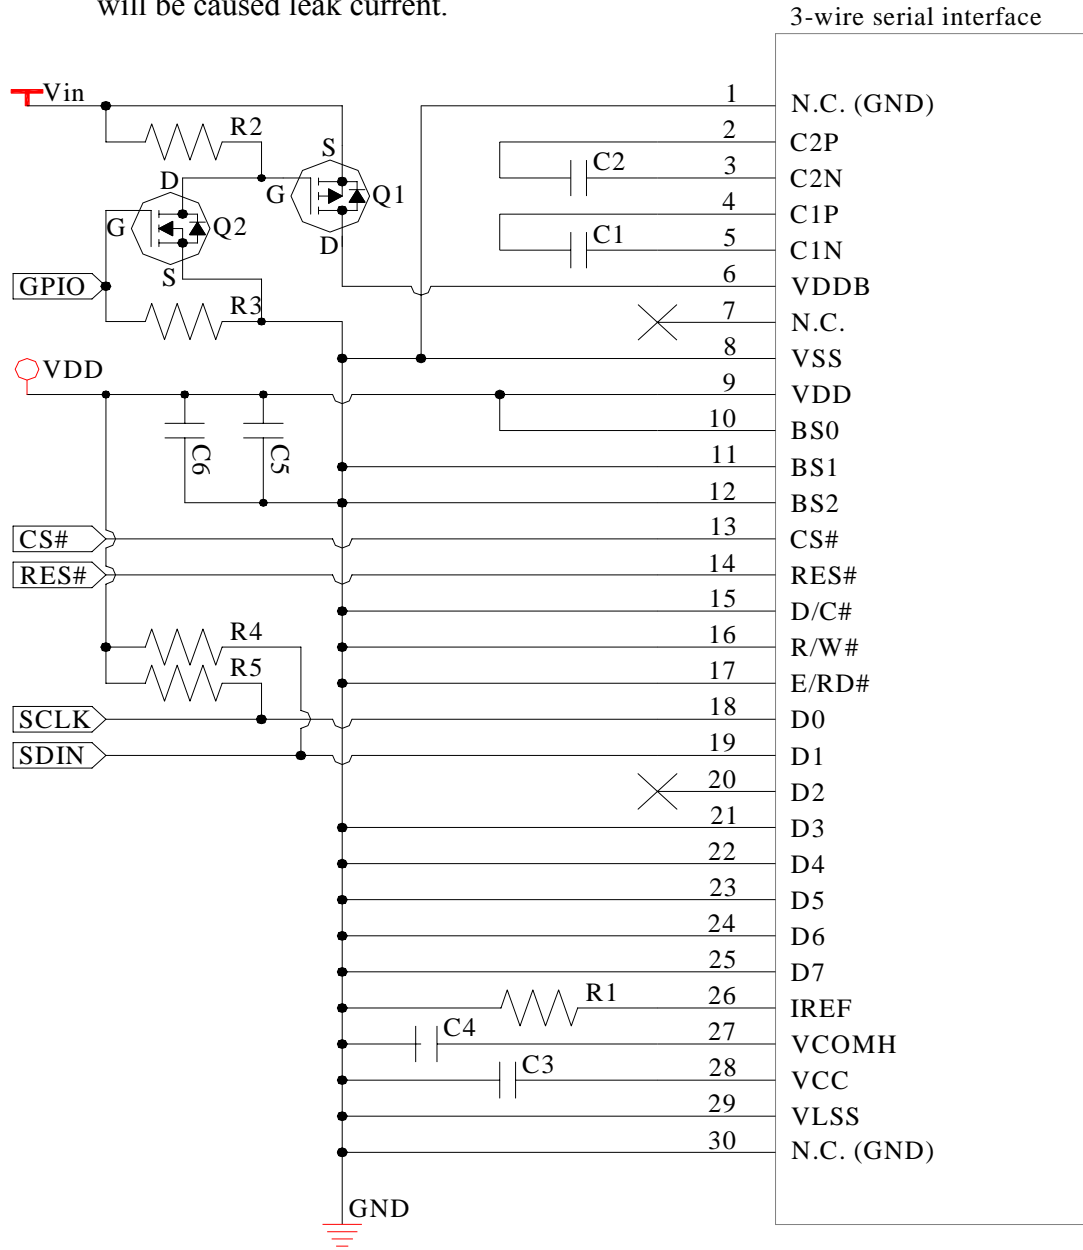 will be caused leak current.
3-wire serial interface
Vin
R2
S
D
G
Q1
G
Q2
D
S
GPIO
R3
VDD
C6
C5
CS#
RES#
R4
R5
SCLK
SDIN
C2
C1
R1
C4
C3
GND
1 N.C. (GND)
2 C2P
3 C2N
4 C1P
5 C1N
6 VDDB
7 N.C.
8 VSS
9 VDD
10 BS0
11 BS1
12 BS2
13 CS#
14 RES#
15 D/C#
16 R/W#
17 E/RD#
18 D0
19 D1
20 D2
21 D3
22 D4
23 D5
24 D6
25 D7
26 IREF
27 VCOMH
28 VCC
29 VLSS
30 N.C. (GND)